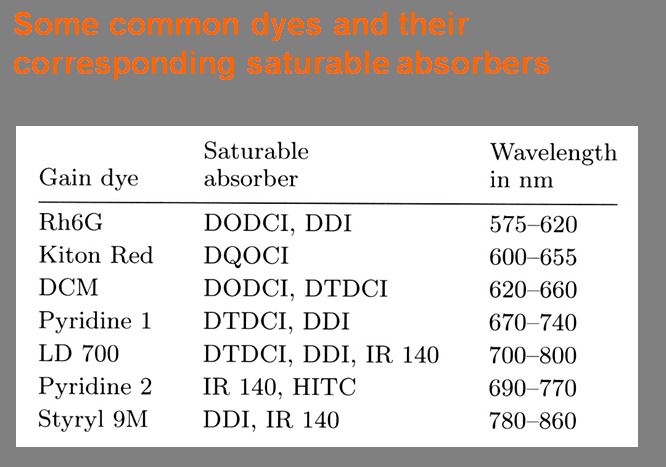 Some common dyes and their
corresponding saturable absorbers
Saturable Wavelength
Gain dye absorber in nm
Rh6G DODCI, DDI 575–620
Kiton Red DQOCI 600–655
DCM DODCI, DTDCI 620–660
Pyridine 1 DTDCI, DDI 670–740
LD 700 DTDCI, DDI, IR 140 700–800
Pyridine 2 IR 140, HITC 690–770
Styryl 9M DDI, IR 140 780–860